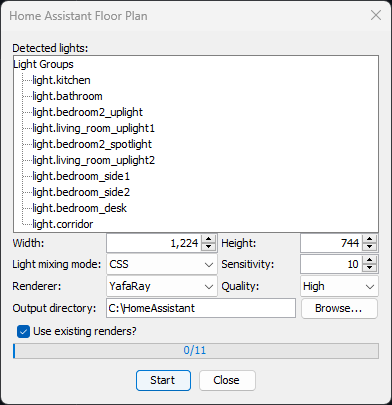 Home Assistant Floor Plan
Detected lights:
Light Groups
light.kitchen
light.bathroom
light.bedroom2_uplight
light.living_room_uplight1
light.bedroom2_spotlight
light.living_room_uplight2
light.bedroom_side1
light.bedroom_side2
light.bedroom_desk
light.corridor
Width: 1,224 Height: 744
Light mixing mode: CSS Sensitivity: 10
Renderer: YafaRay Quality: High
Output directory: C:\HomeAssistant Browse...
Use existing renders?
0/11
Start Close